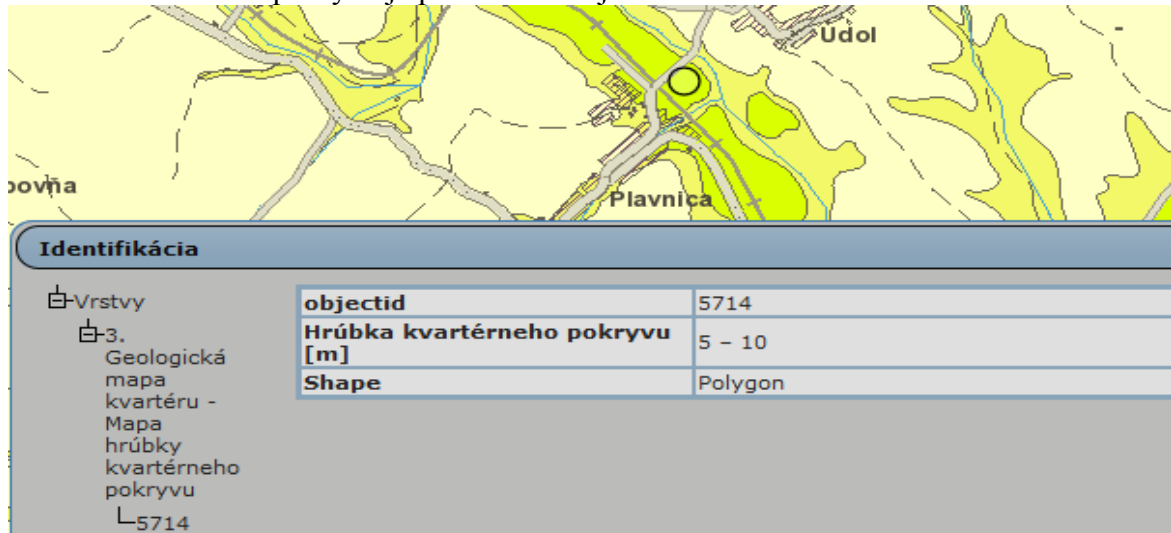 Údol
povňa
Plavnica
Identifikácia
Vrstvy
3.
Geologická
mapa
kvartéru -
Mapa
hrúbky
kvartérneho
pokryvu
5714
objectid 5714
Hrúbka kvartérneho pokryvu
[m] 5 – 10
Shape Polygon